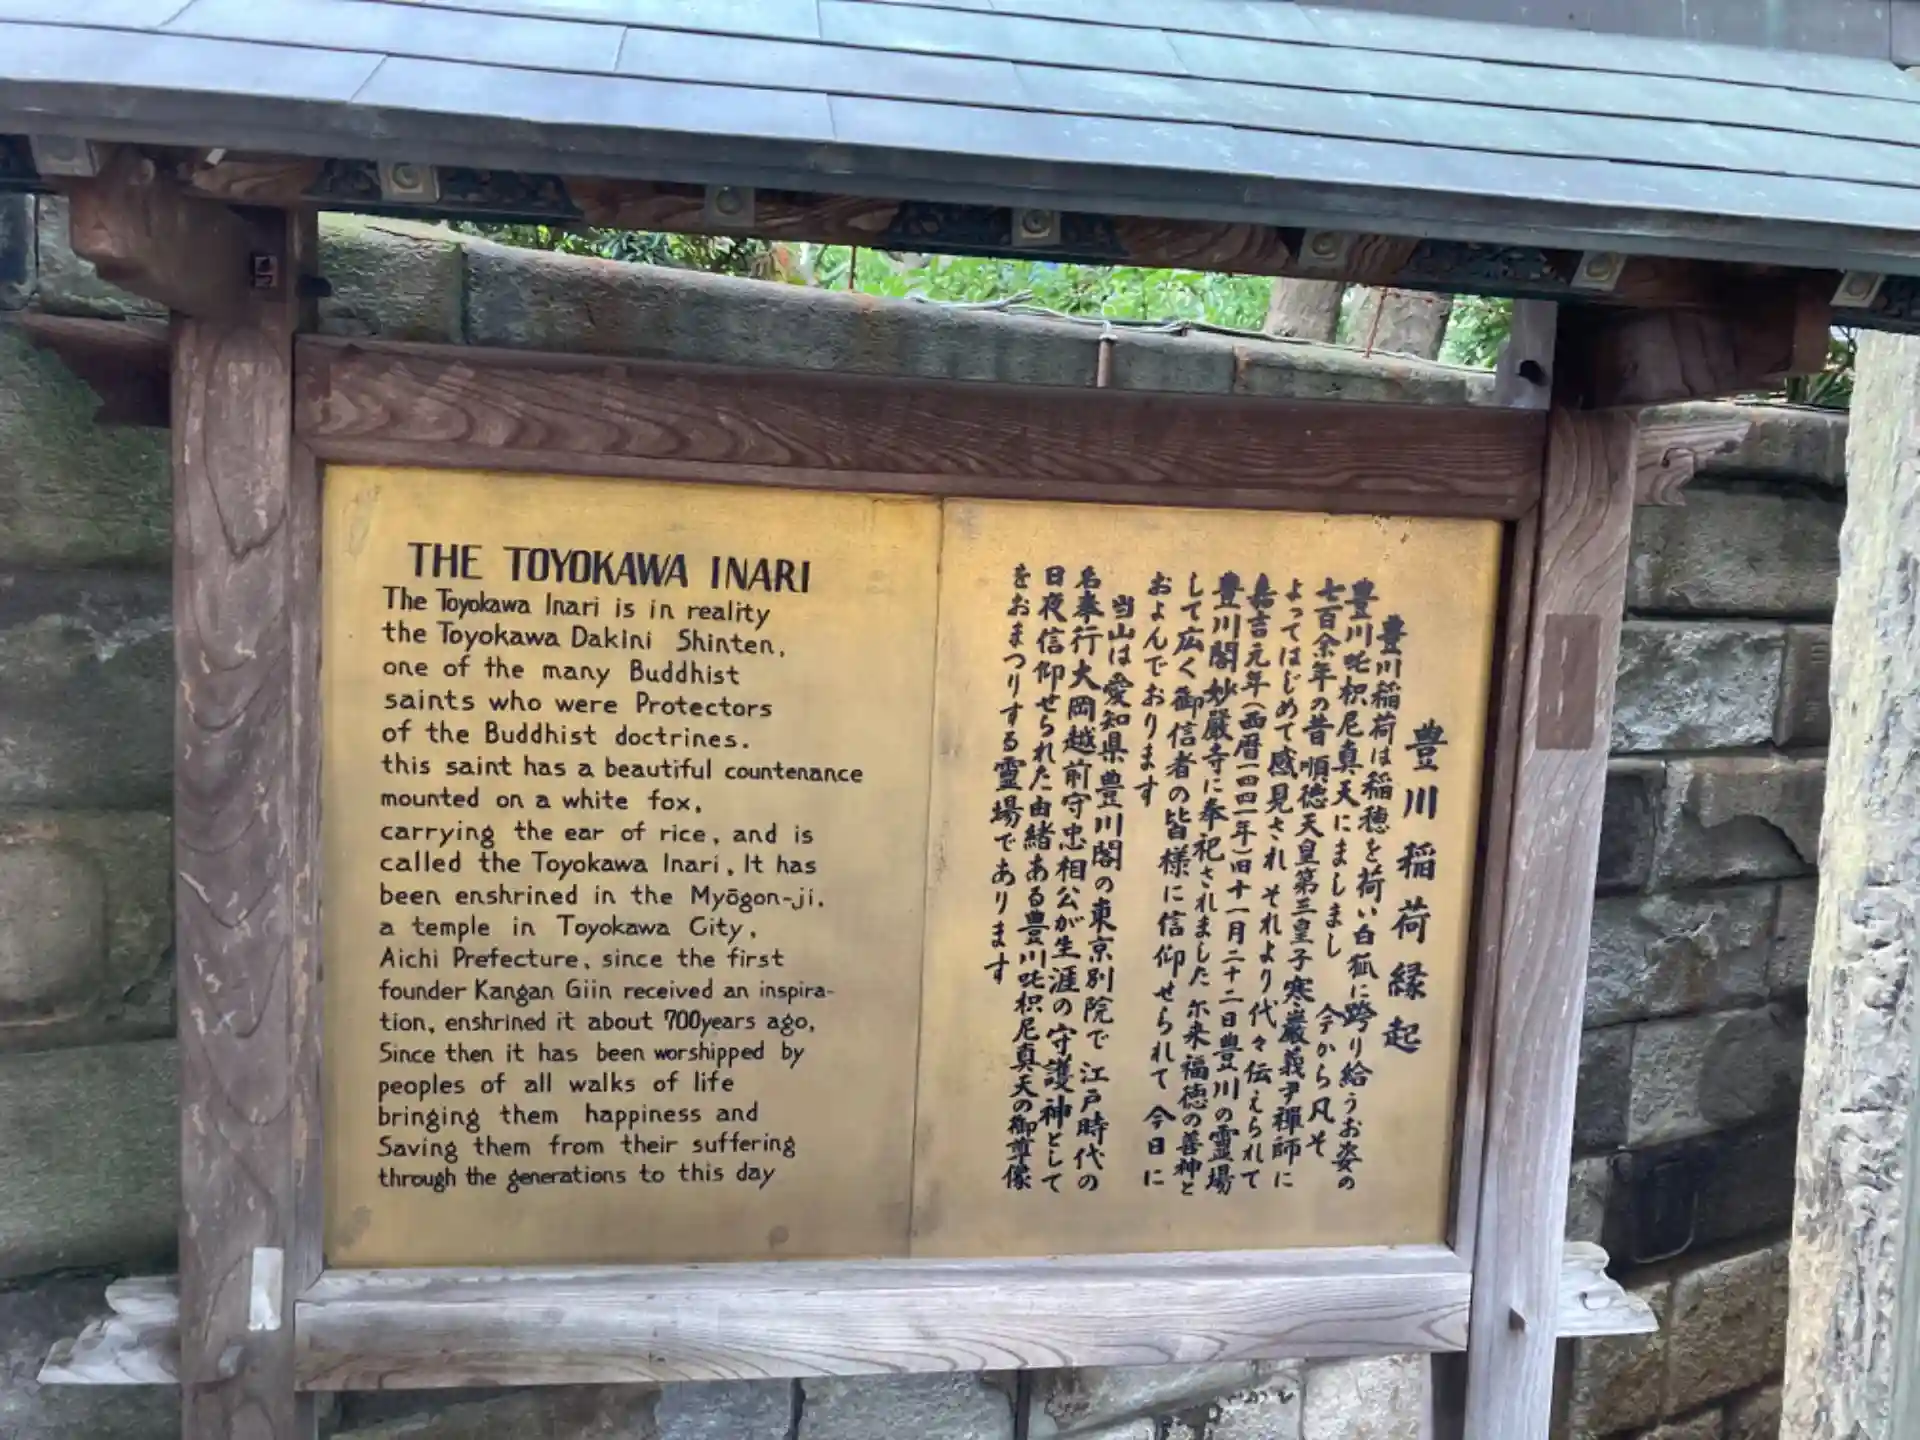 THE TOYOKAWA INARI
The Toyokawa Inari is in reality
the Toyokawa Dakini Shinten,
one of the many Buddhist
saints who were Protectors
of the Buddhist doctrines.
this saint has a beautiful countenance
mounted on a white fox,
carrying the ear of rice, and is
called the Toyokawa Inari, It has
been enshrined in the Myōgon-ji,
a temple in Toyokawa City,
Aichi Prefecture, since the first
founder Kangan Giin received an inspira-
tion, enshrined it about 700years ago,
Since then it has been worshipped by
peoples of all walks of life
bringing them happiness and
Saving them from their suffering
through the generations to this day
豊川稲荷縁起
豊川稲荷は稲穂を荷い白狐に跨り給うお姿の
豊川吒枳尼真天にましまし 今から凡そ
七百余年の昔順徳天皇第三皇子寒巖義尹禅師に
よってはじめて感見され それより代々伝えられて
嘉吉元年(西暦一四四一年)旧十一月二十二日豊川の霊場
豊川閣妙厳寺に奉祀されました 尓来福徳の善神と
して広く御信者の皆様に信仰せられて 今日に
およんでおります
当山は愛知県豊川閣の東京別院で 江戸時代の
名奉行大岡越前守忠相公が生涯の守護神として
日夜信仰せられた由緒ある豊川吒枳尼真天の御尊像
をおまつりする霊場であります